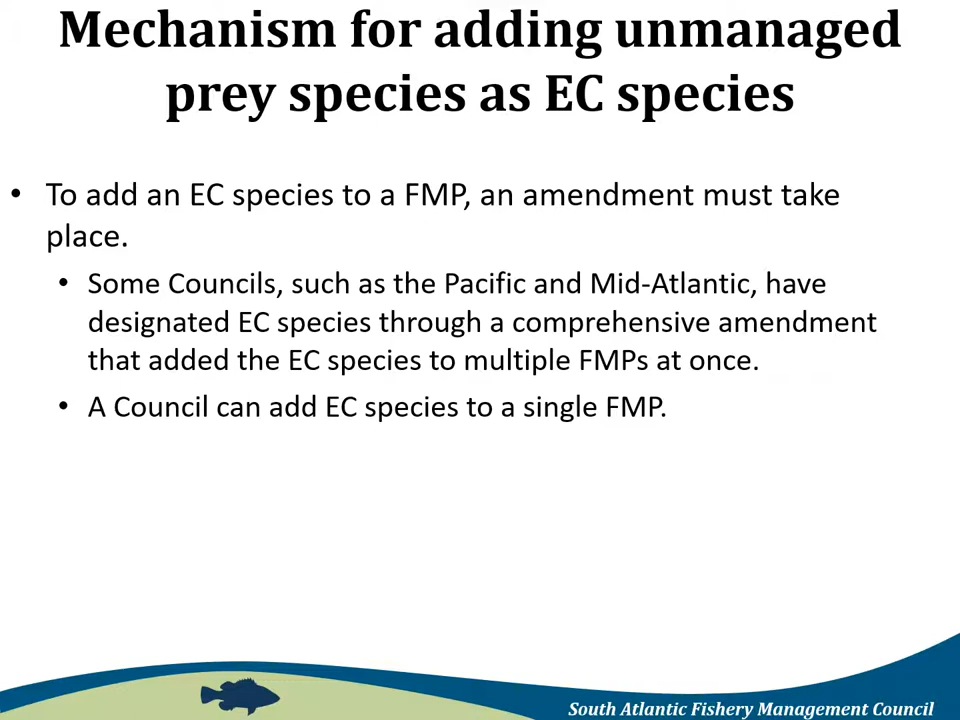 Mechanism for adding unmanaged
prey species as EC species
• To add an EC species to a FMP, an amendment must take
place.
• Some Councils, such as the Pacific and Mid-Atlantic, have
designated EC species through a comprehensive amendment
that added the EC species to multiple FMPs at once.
• A Council can add EC species to a single FMP.
South Atlantic Fishery Management Council